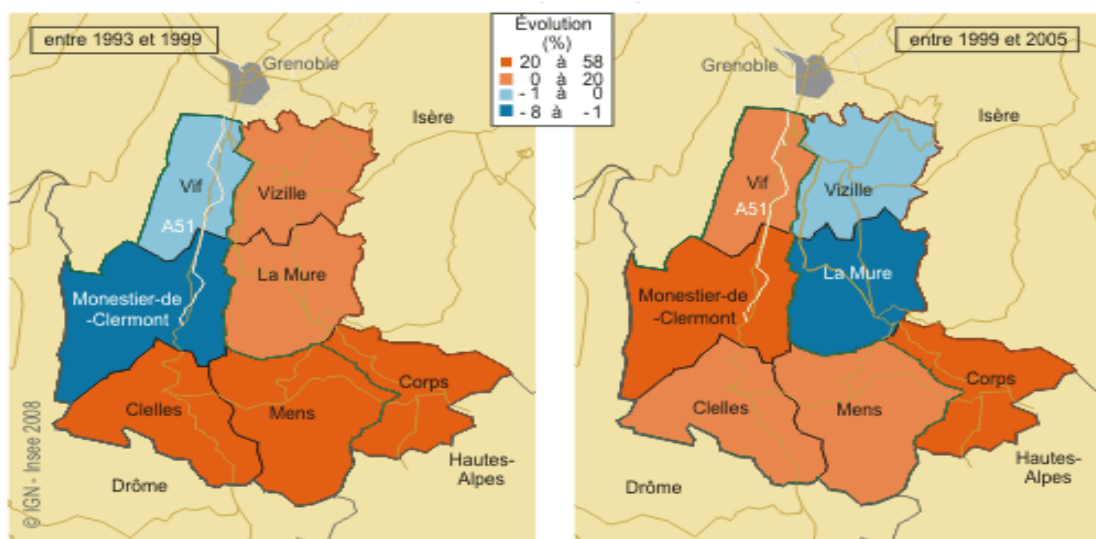 entre 1993 et 1999
Évolution
(%)
20 à 58
0 à 20
- 1 à 0
- 8 à -1
entre 1999 et 2005
Grenoble
Isère
Vif
A51
Vizille
La Mure
Monestier-de
-Clermont
Clelles
Mens
Corps
Drôme
Hautes-
Alpes
© IGN - Insee 2008
Grenoble
Isère
Vif
A51
Vizille
La Mure
Monestier-de
-Clermont
Clelles
Mens
Corps
Drôme
Hautes-
Alpes